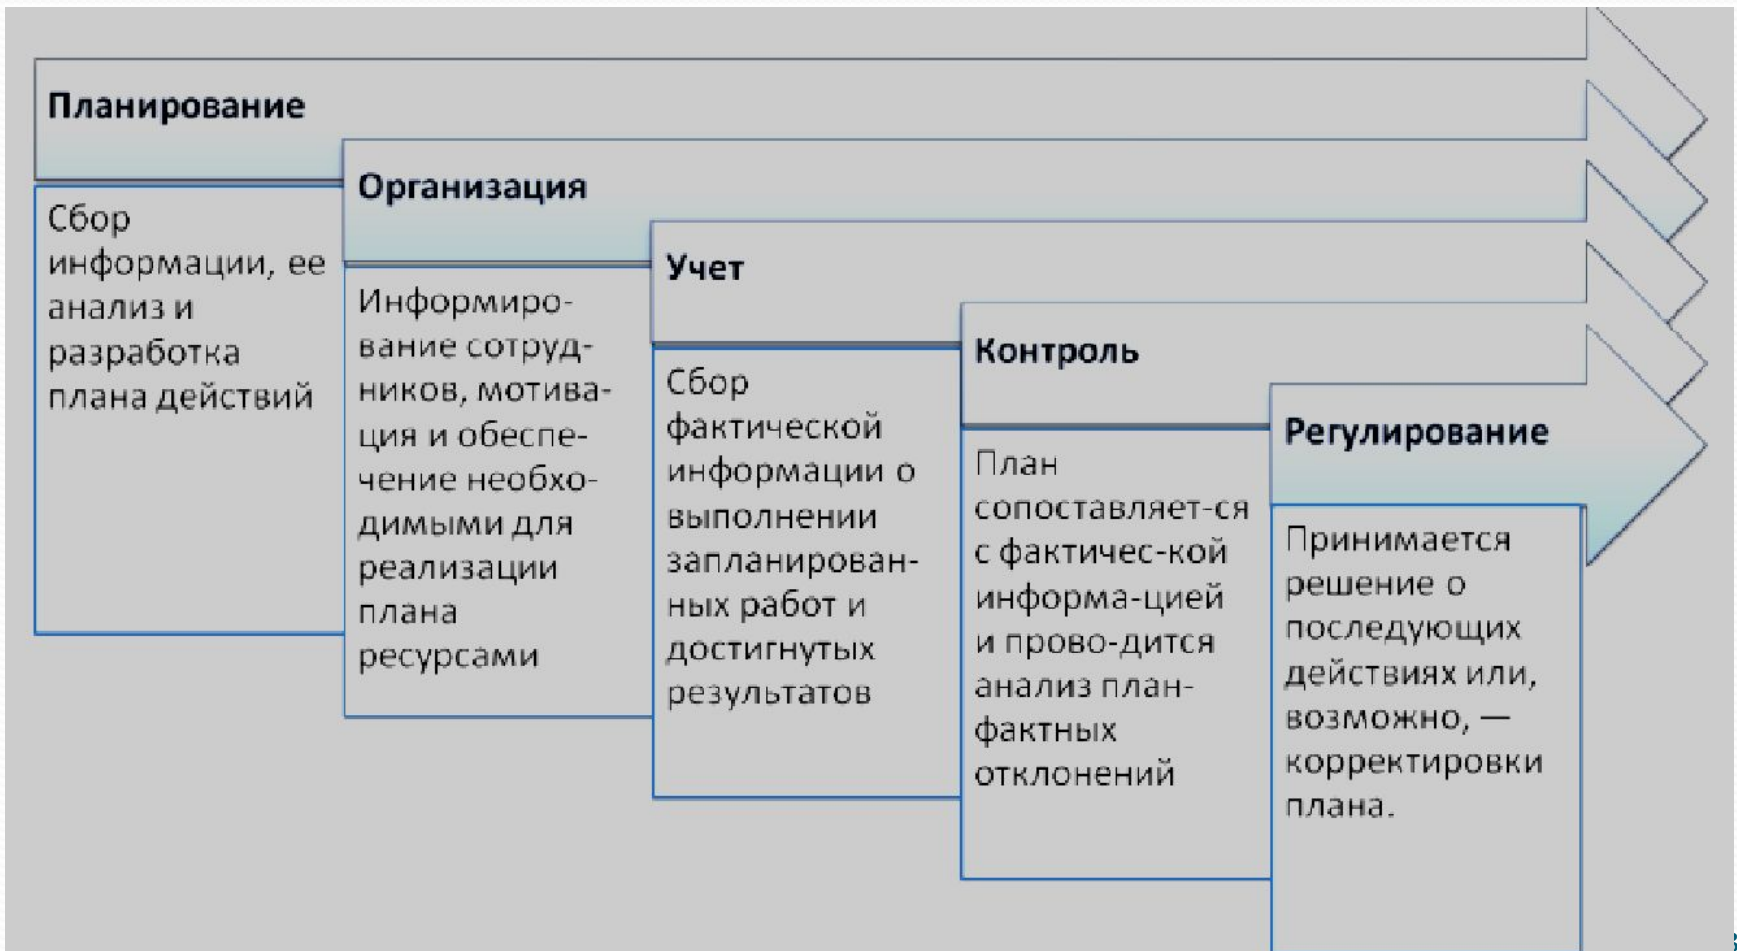 Планирование
Сбор
информации, ее
анализ и
разработка
плана действий
Организация
Информиро-
вание сотруд-
ников, мотива-
ция и обеспе-
чение необхо-
димыми для
реализации
плана
ресурсами
Учет
Сбор
фактической
информации о
выполнении
запланирован-
ных работ и
достигнутых
результатов
Контроль
План
сопоставляет-ся
с фактичес-кой
информа-цией
и прово-дится
анализ план-
фактных
отклонений
Регулирование
Принимается
решение о
последующих
действиях или,
возможно, —
корректировки
плана.